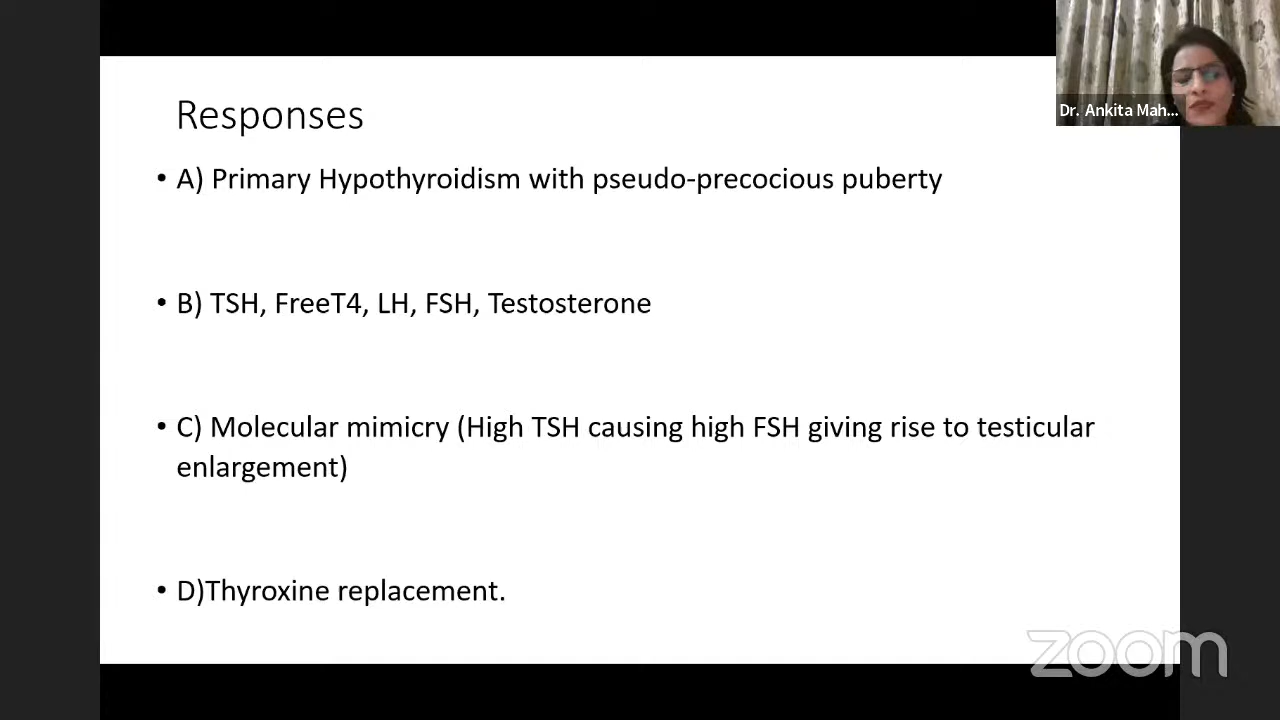 Dr. Ankita Mah...
Responses
• A) Primary Hypothyroidism with pseudo-precocious puberty
• B) TSH, FreeT4, LH, FSH, Testosterone
• C) Molecular mimicry (High TSH causing high FSH giving rise to testicular
enlargement)
• D)Thyroxine replacement.
zoom